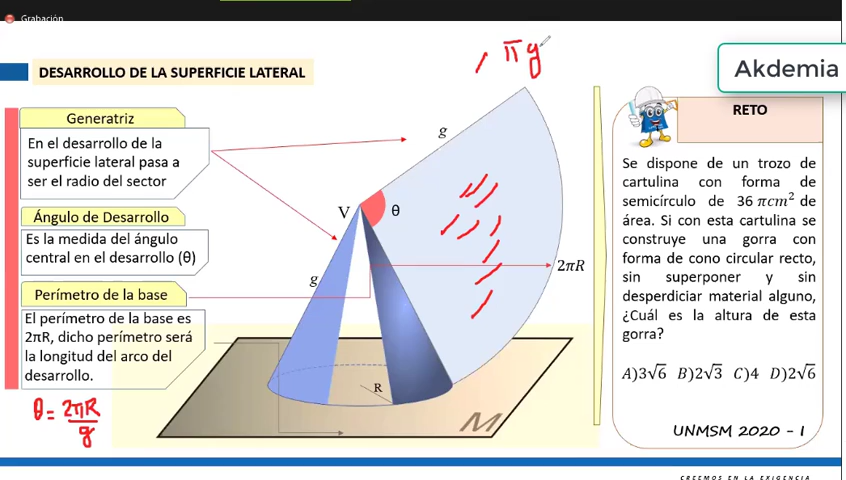 Grabación
DESARROLLO DE LA SUPERFICIE LATERAL
πg
Akdemia
Generatriz
En el desarrollo de la
superficie lateral pasa a
ser el radio del sector
Ángulo de Desarrollo
Es la medida del ángulo
central en el desarrollo (θ)
Perímetro de la base
El perímetro de la base es
2πR, dicho perímetro será
la longitud del arco del
desarrollo.
θ = 2πR
g
g
V
θ
g
2πR
R
M
RETO
Se dispone de un trozo de
cartulina con forma de
semicírculo de 36 πcm² de
área. Si con esta cartulina se
construye una gorra con
forma de cono circular recto,
sin superponer y sin
desperdiciar material alguno,
¿Cuál es la altura de esta
gorra?
A)3√6 B)2√3 C)4 D)2√6
UNMSM 2020 - I
CREEMOS EN LA EXIGENCIA